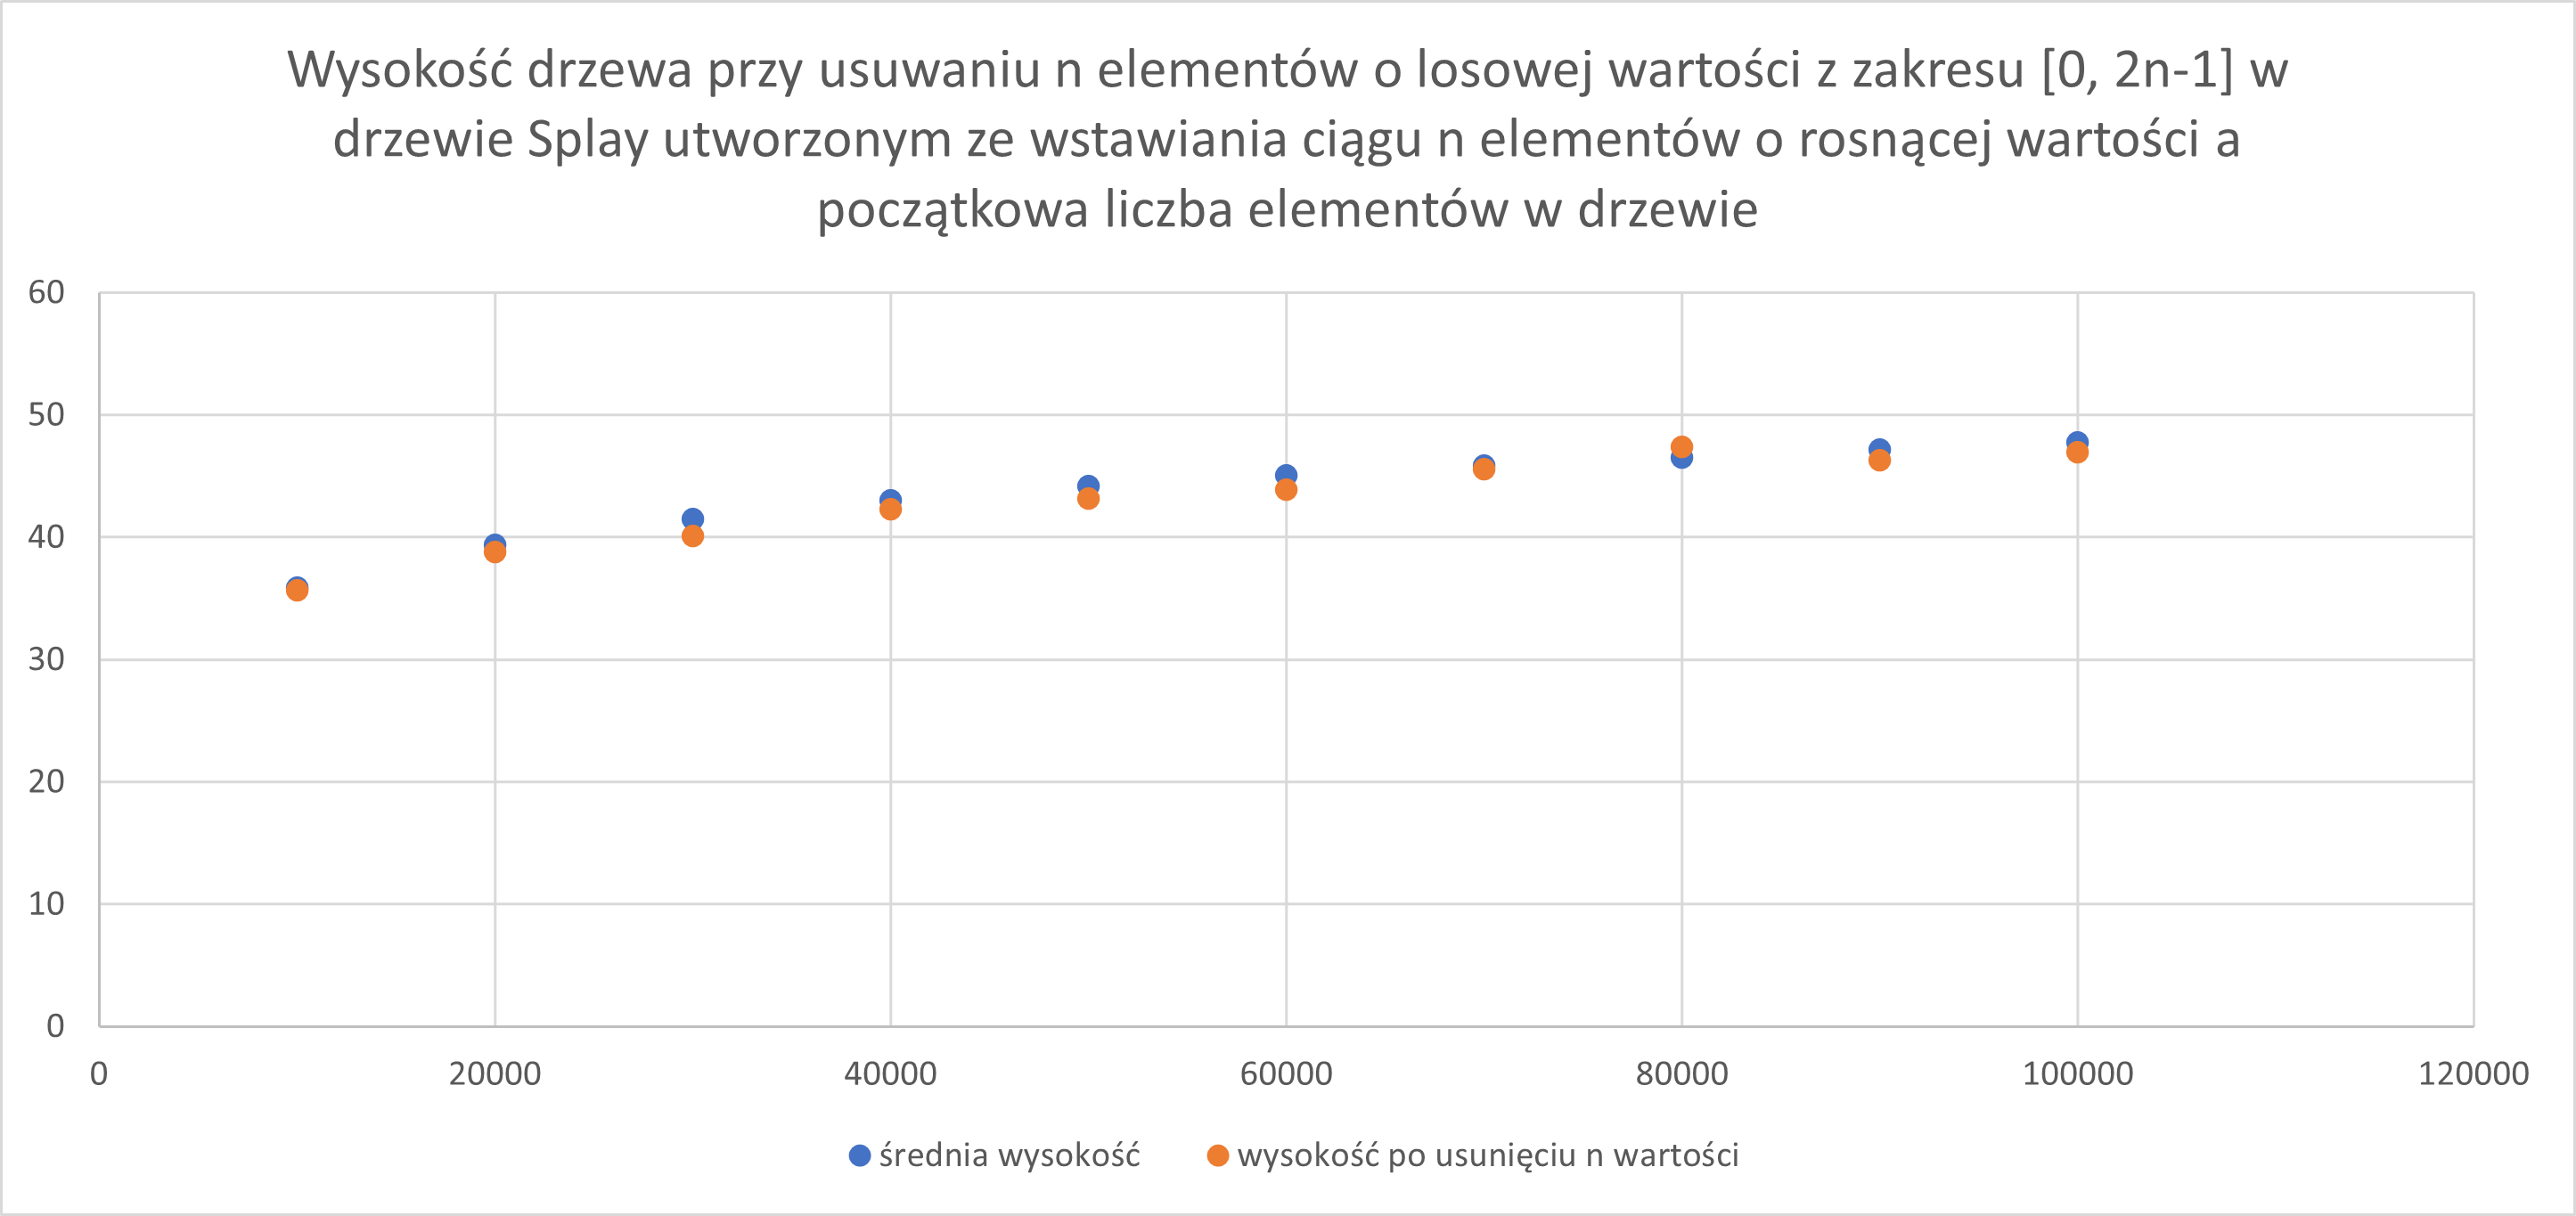 Wysokość drzewa przy usuwaniu n elementów o losowej wartości z zakresu [0, 2n-1] w
drzewie Splay utworzonym ze wstawiania ciągu n elementów o rosnącej wartości a
początkowa liczba elementów w drzewie
60
50
40
30
20
10
0
0 20000 40000 60000 80000 100000 120000
średnia wysokość wysokość po usunięciu n wartości